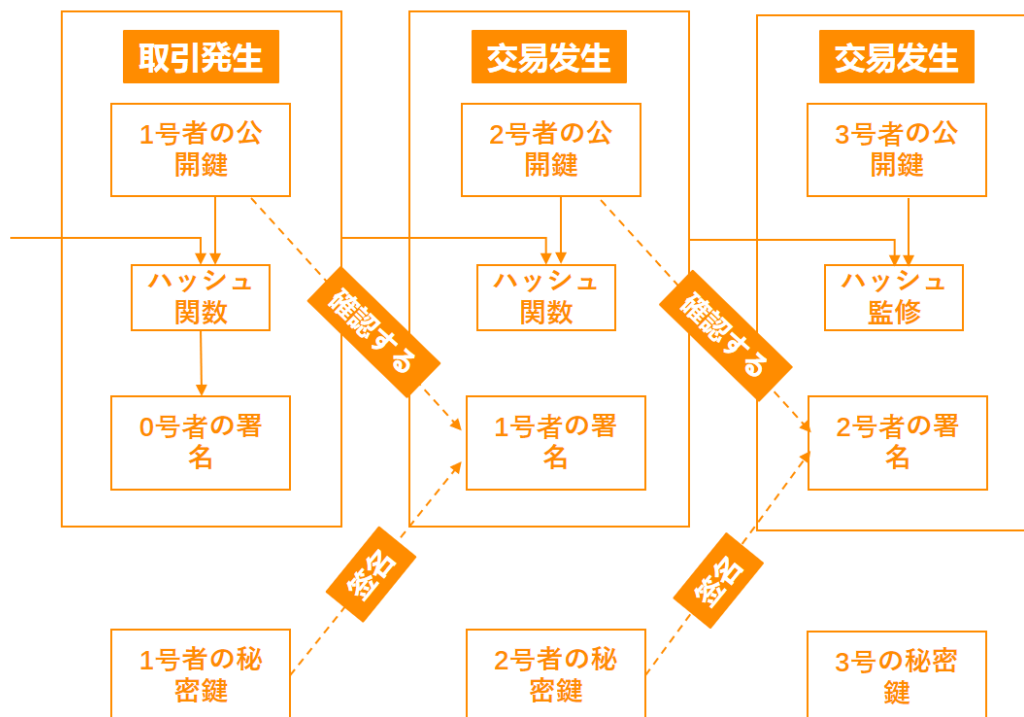 取引発生
交易发生
交易发生
1号者の公
開鍵
2号者の公
開鍵
3号者の公
開鍵
ハッシュ
関数
ハッシュ
関数
ハッシュ
監修
確認する
確認する
0号者の署
名
1号者の署
名
2号者の署
名
签名
签名
1号者の秘
密鍵
2号者の秘
密鍵
3号の秘密
鍵